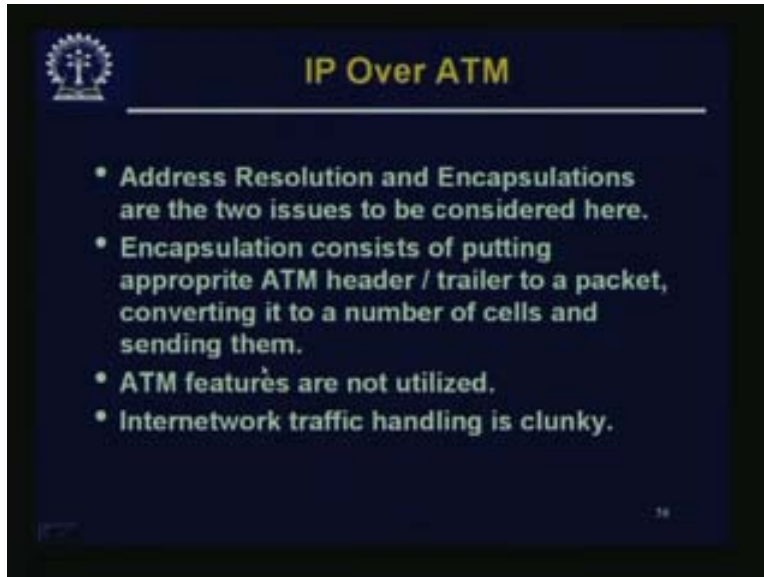 IP Over ATM
• Address Resolution and Encapsulations
are the two issues to be considered here.
• Encapsulation consists of putting
approprite ATM header / trailer to a packet,
converting it to a number of cells and
sending them.
• ATM features are not utilized.
• Internetwork traffic handling is clunky.